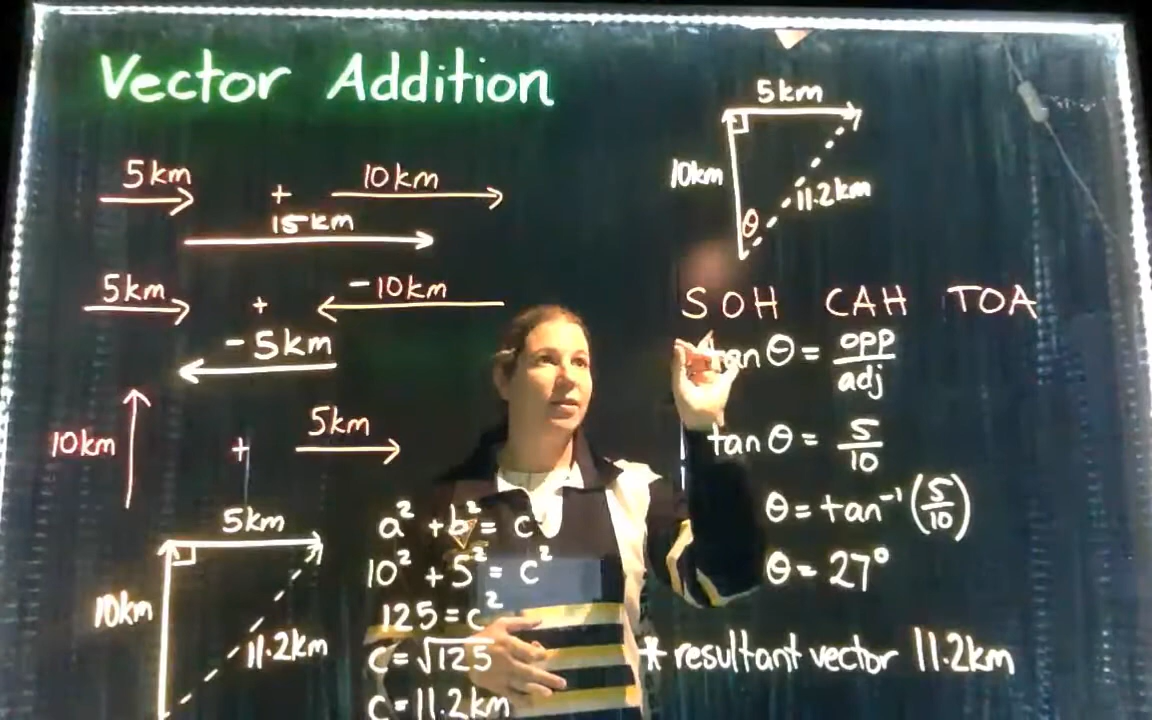 Vector Addition
5km + 10km
15km
5km + -10km
-5km
10km + 5km
5km
10km
11.2km
a² + b² = c²
10² + 5² = c²
125 = c²
c = √125
c = 11.2km
5km
10km
θ
11.2km
SOH CAH TOA
tan θ = opp/adj
tan θ = 5/10
θ = tan⁻¹(5/10)
θ = 27°
* resultant vector 11.2km